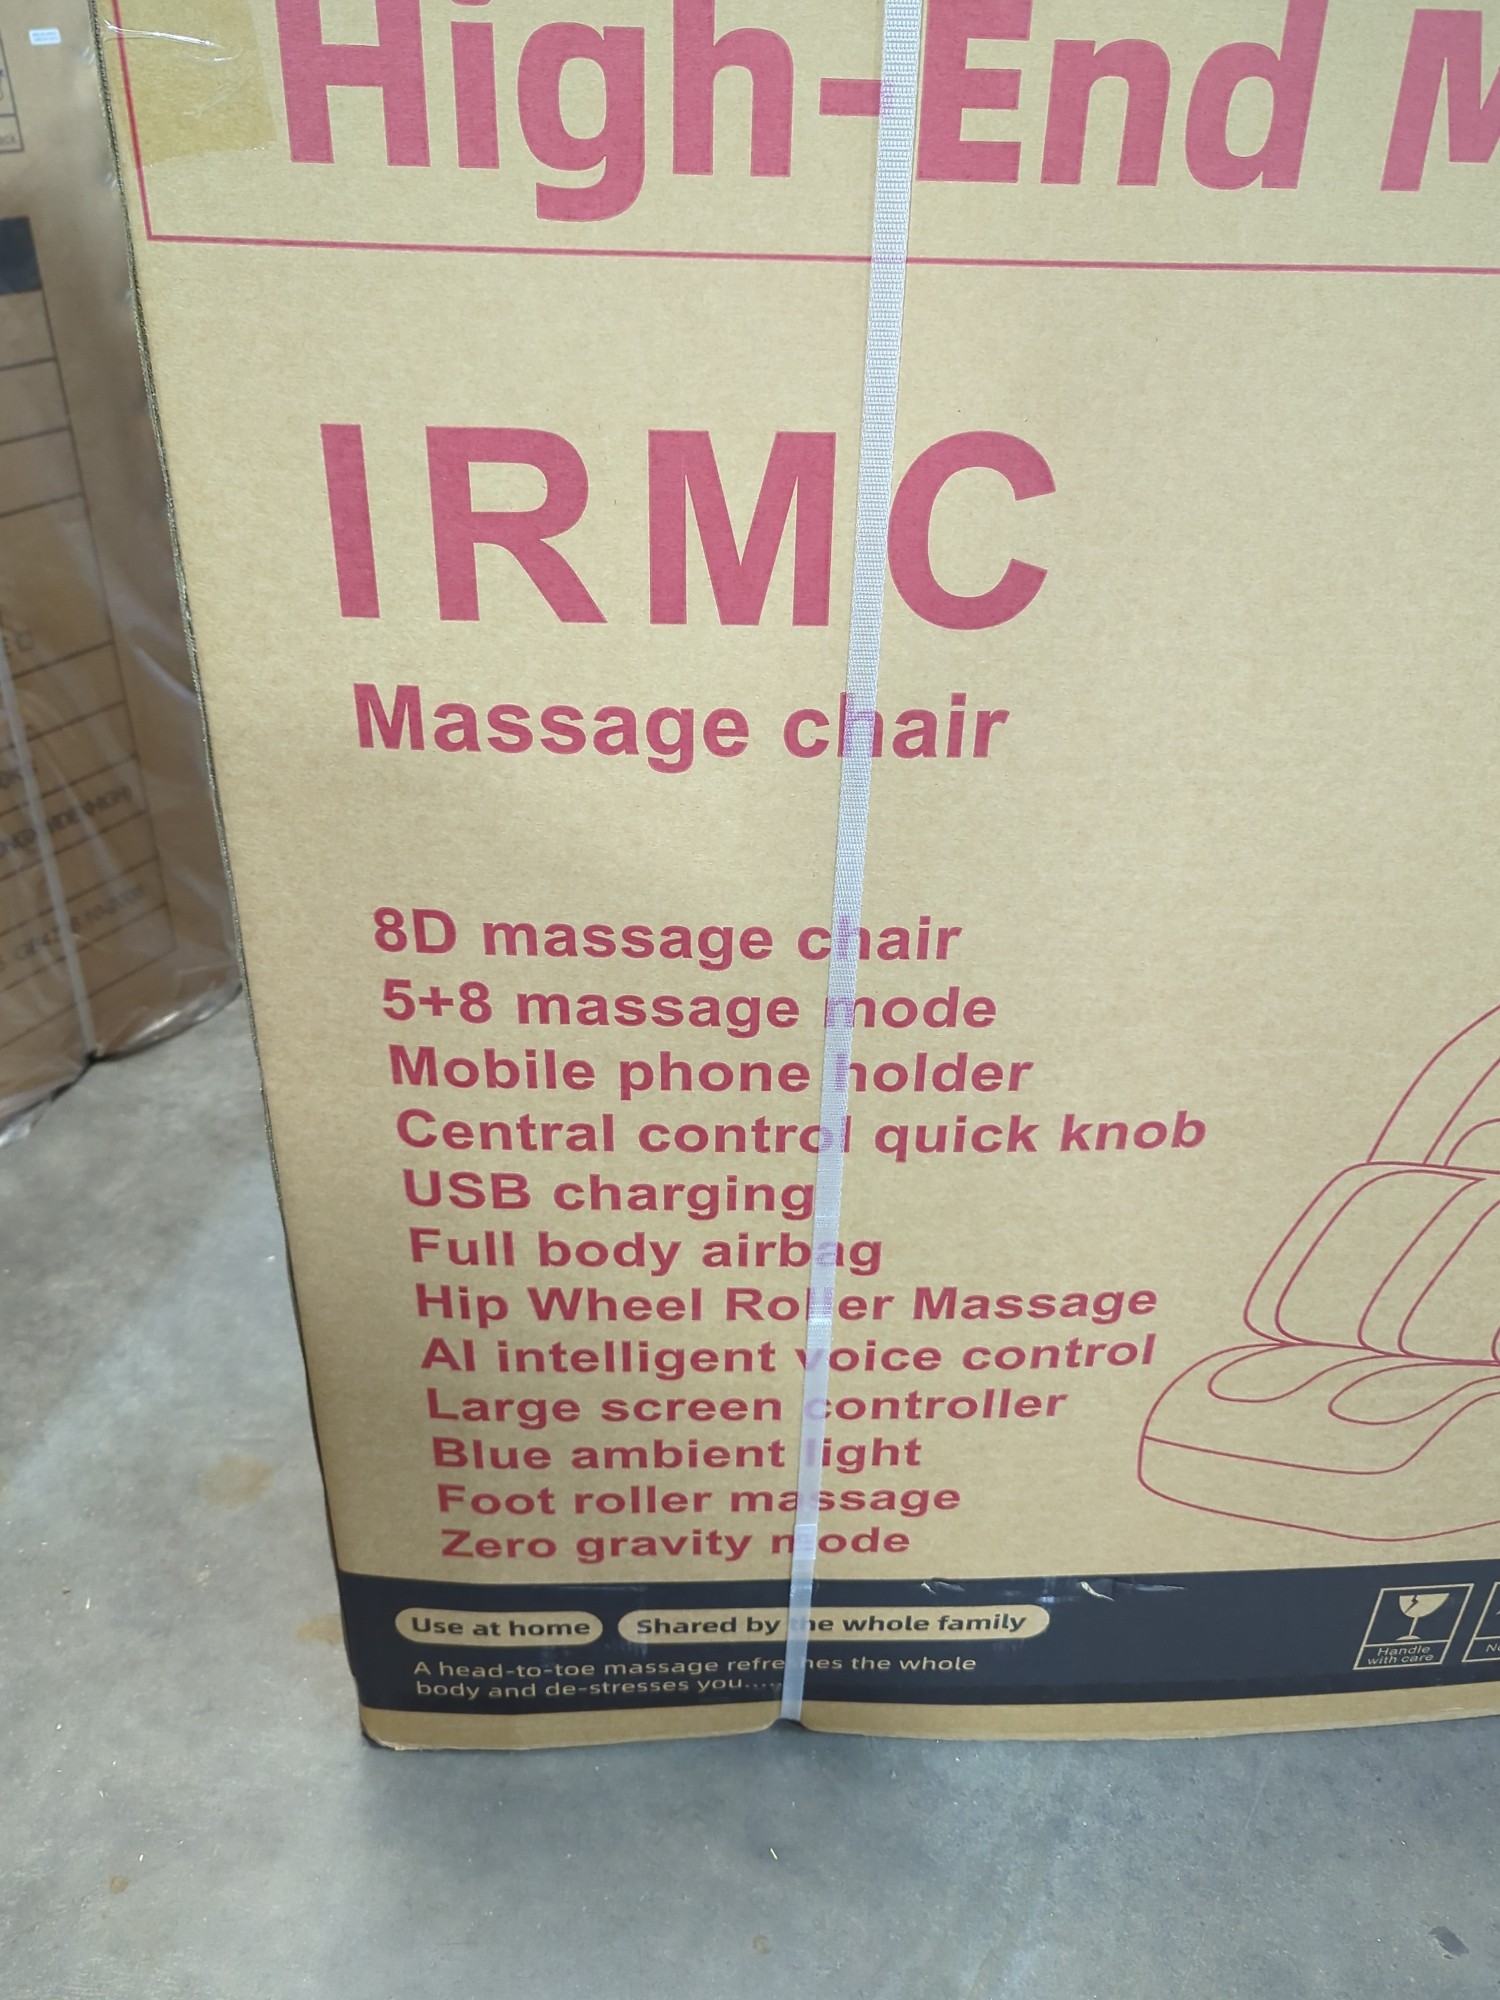 High-End M
IRMC
Massage chair
8D massage chair
5+8 massage mode
Mobile phone holder
Central control quick knob
USB charging
Full body airbag
Hip Wheel Roller Massage
AI intelligent voice control
Large screen controller
Blue ambient light
Foot roller massage
Zero gravity mode
Use at home Shared by the whole family
A head-to-toe massage refreshes the whole
body and de-stresses you.....
Handle
with care